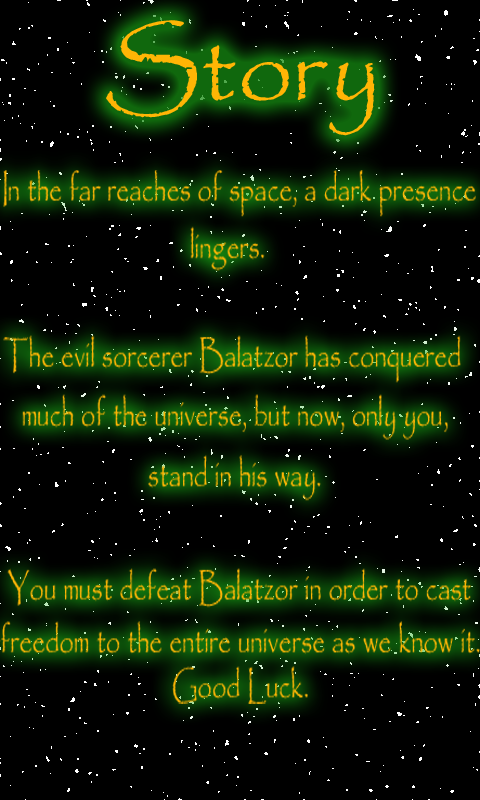 Story
In the far reaches of space, a dark presence
lingers.
The evil sorcerer Balatzor has conquered
much of the universe, but now, only you,
stand in his way.
You must defeat Balatzor in order to cast
freedom to the entire universe as we know it.
Good Luck.